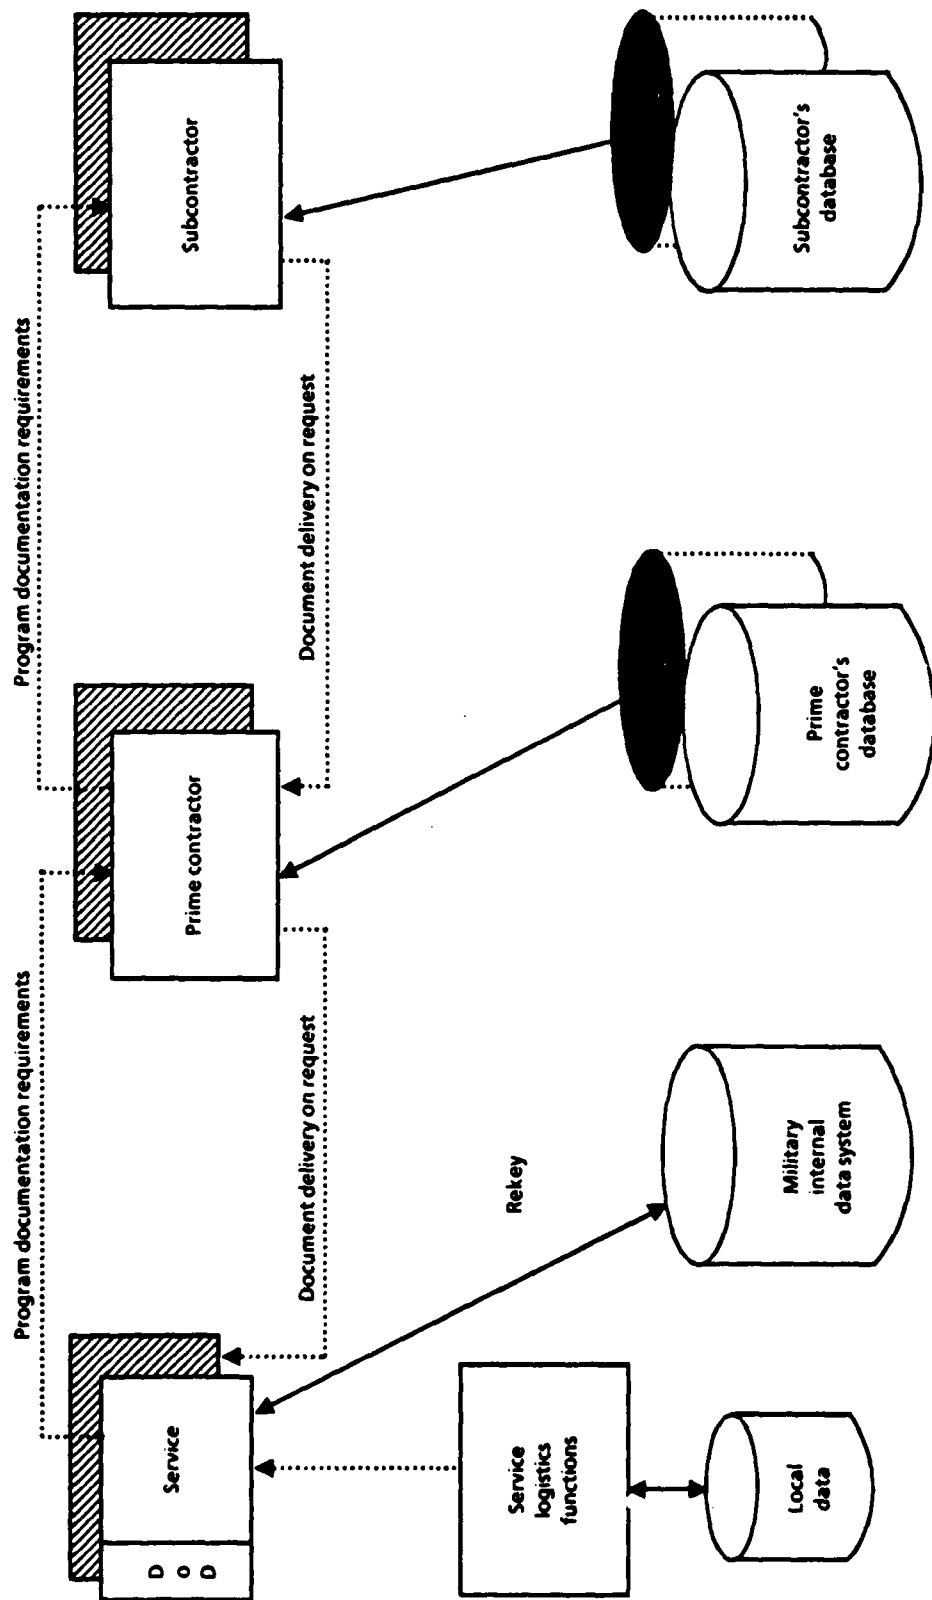 Program documentation requirements
Program documentation requirements
D
o
D
Service
Prime contractor
Subcontractor
Document delivery on request
Document delivery on request
Rekey
Service
logistics
functions
Local
data
Military
internal
data system
Prime
contractor's
database
Subcontractor's
database